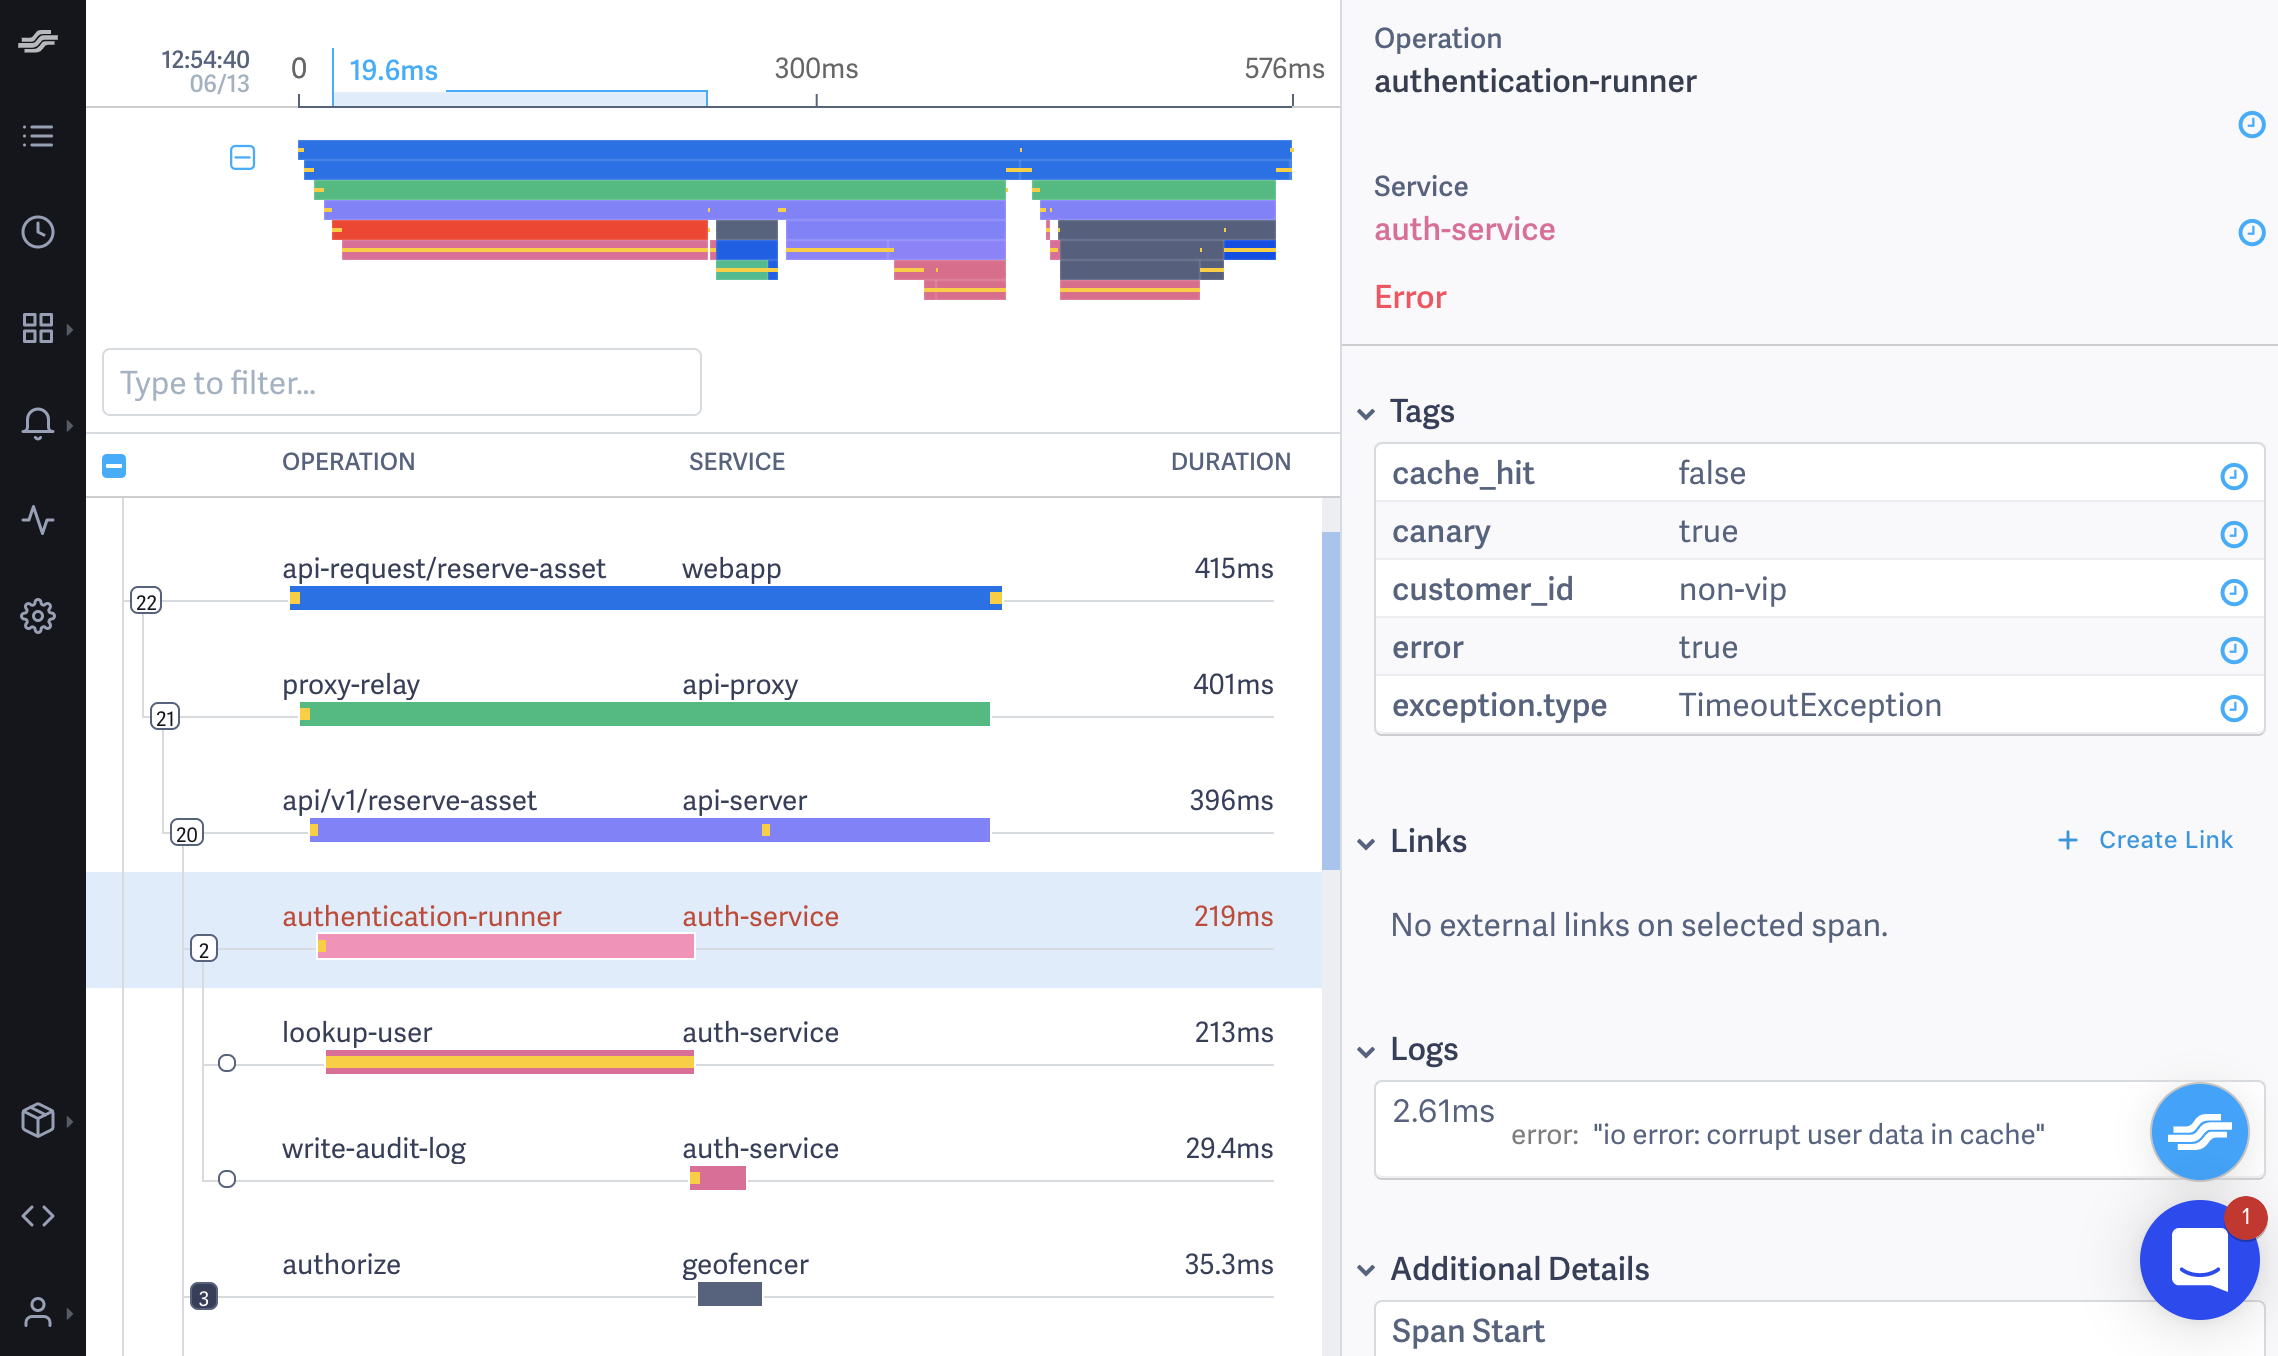 12:54:40
06/13
0
19.6ms
300ms
576ms
Type to filter...
OPERATION SERVICE DURATION
api-request/reserve-asset webapp 415ms
22
proxy-relay api-proxy 401ms
21
api/v1/reserve-asset api-server 396ms
20
authentication-runner auth-service 219ms
2
lookup-user auth-service 213ms
write-audit-log auth-service 29.4ms
authorize geofencer 35.3ms
3
Operation
authentication-runner
Service
auth-service
Error
Tags
cache_hit false
canary true
customer_id non-vip
error true
exception.type TimeoutException
Links
+ Create Link
No external links on selected span.
Logs
2.61ms
error: "io error: corrupt user data in cache"
1
Additional Details
Span Start